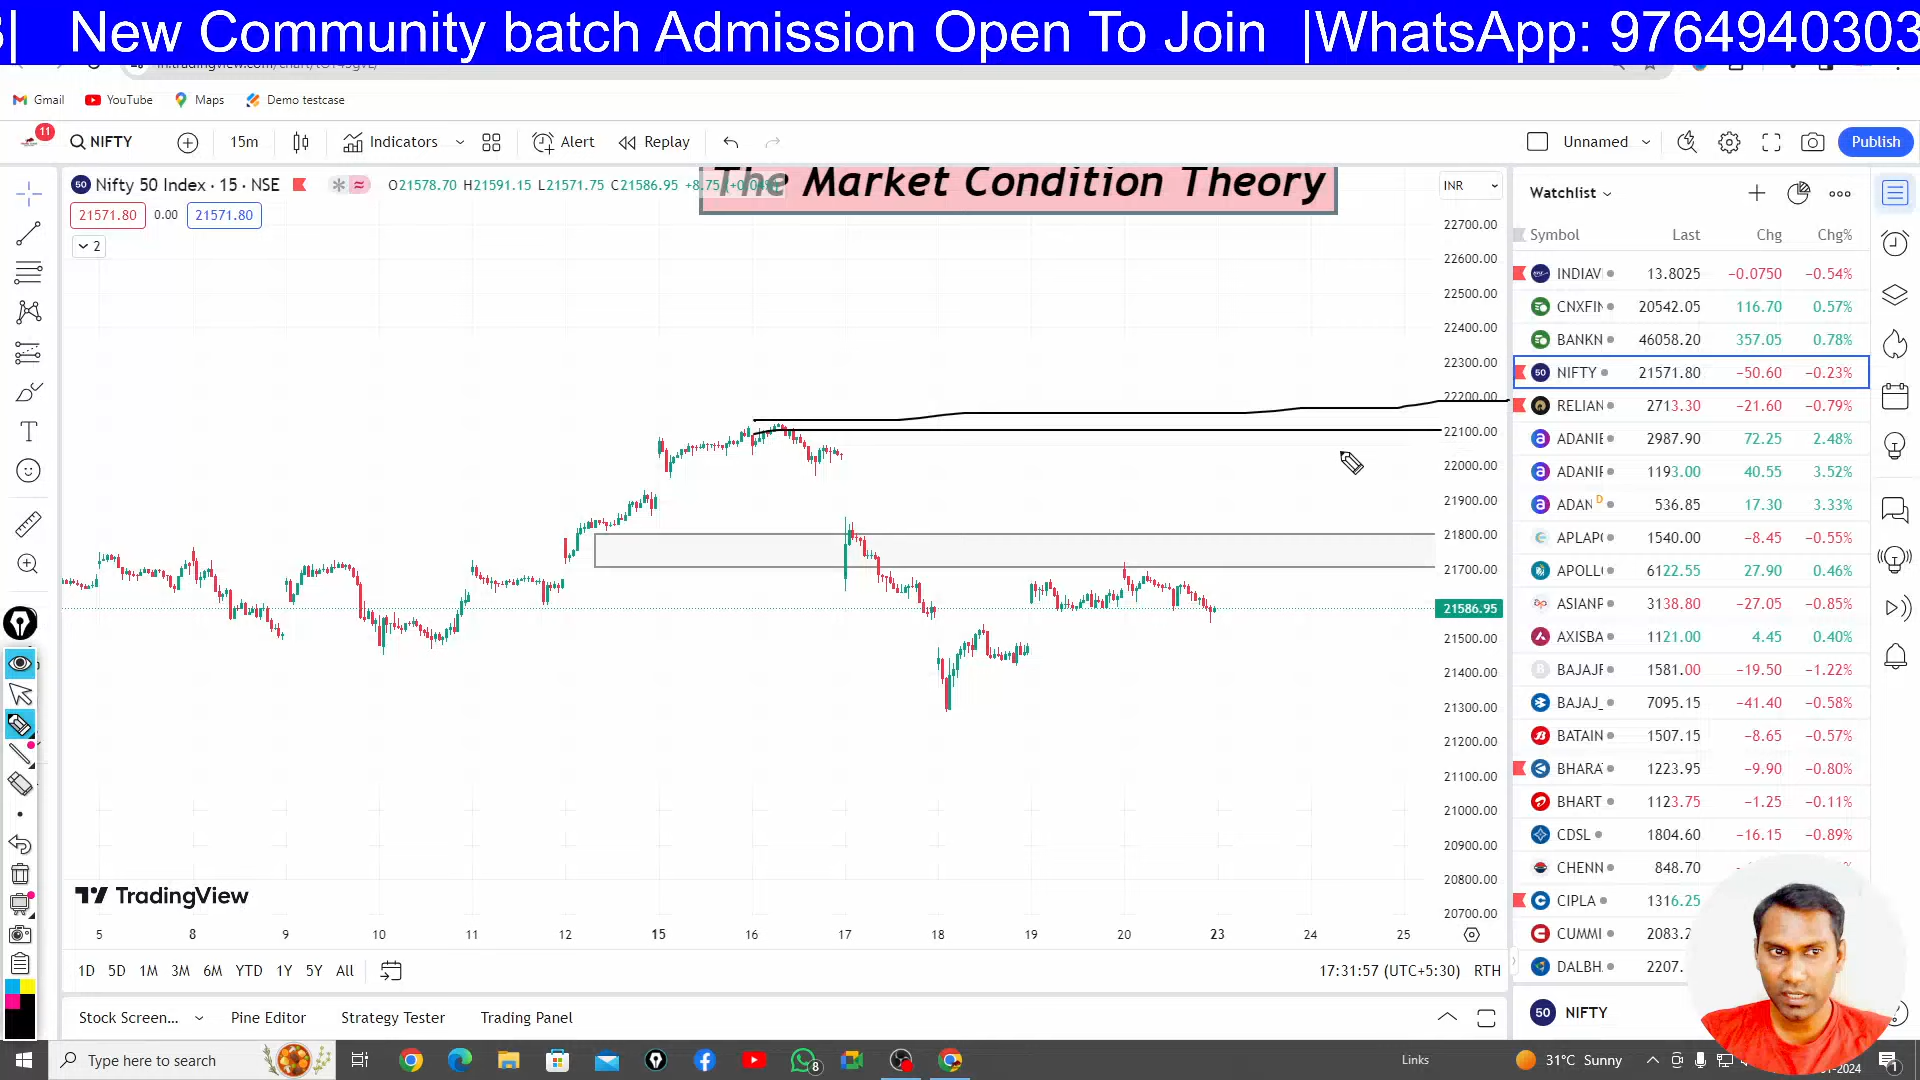 New Community batch Admission Open To Join |WhatsApp: 9764940303
Gmail YouTube Maps Demo testcase
11 NIFTY 15m Indicators Alert Replay Unnamed Publish
Nifty 50 Index · 15 · NSE O21578.70 H21591.15 L21571.75 C21586.95 +8.75
The Market Condition Theory
INR
21571.80 0.00 21571.80
2
22700.00
22600.00
22500.00
22400.00
22300.00
22200.00
22100.00
22000.00
21900.00
21800.00
21700.00
21586.95
21500.00
21400.00
21300.00
21200.00
21100.00
21000.00
20900.00
20800.00
20700.00
TradingView
5 8 9 10 11 12 15 16 17 18 19 20 23 24 25
1D 5D 1M 3M 6M YTD 1Y 5Y All 17:31:57 (UTC+5:30) RTH
Stock Screen... Pine Editor Strategy Tester Trading Panel
Watchlist
Symbol Last Chg Chg%
INDIAV 13.8025 −0.0750 −0.54%
CNXFIN 20542.05 116.70 0.57%
BANKN 46058.20 357.05 0.78%
50 NIFTY 21571.80 −50.60 −0.23%
RELIAN 2713.30 −21.60 −0.79%
ADANIE 2987.90 72.25 2.48%
ADANIF 1193.00 40.55 3.52%
ADAN D 536.85 17.30 3.33%
APLAPO 1540.00 −8.45 −0.55%
APOLL 6122.55 27.90 0.46%
ASIANP 3138.80 −27.05 −0.85%
AXISBA 1121.00 4.45 0.40%
BAJAJF 1581.00 −19.50 −1.22%
BAJAJ_ 7095.15 −41.40 −0.58%
BATAIN 1507.15 −8.65 −0.57%
BHARA 1223.95 −9.90 −0.80%
BHART 1123.75 −1.25 −0.11%
CDSL 1804.60 −16.15 −0.89%
CHENN 848.70
CIPLA 1316.25
CUMMI 2083.2
DALBH 2207.
50 NIFTY
Type here to search 8 Links 31°C Sunny 1